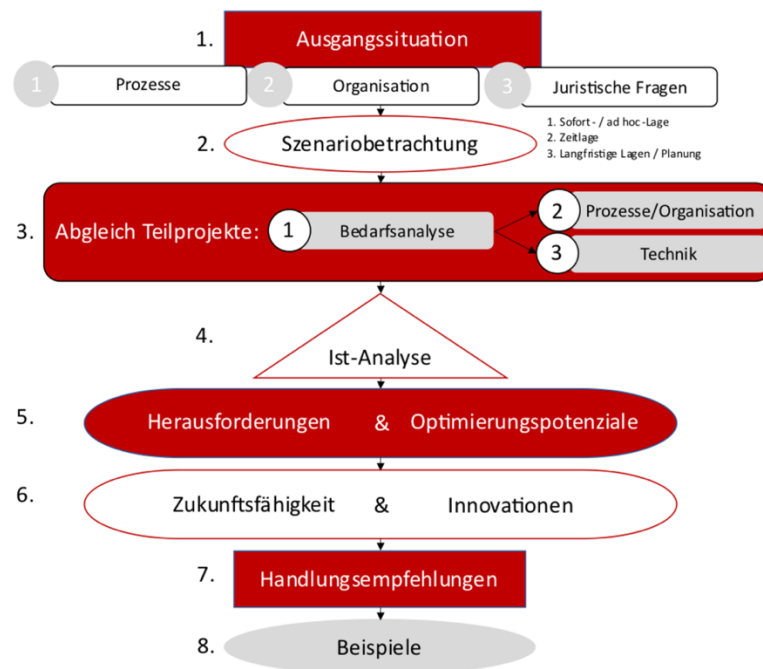 1. Ausgangssituation
1 Prozesse 2 Organisation 3 Juristische Fragen
1. Sofort- / ad hoc-Lage
2. Zeitlage
3. Langfristige Lagen / Planung
2. Szenariobetrachtung
3. Abgleich Teilprojekte: 1 Bedarfsanalyse
2 Prozesse/Organisation
3 Technik
4. Ist-Analyse
5. Herausforderungen & Optimierungspotenziale
6. Zukunftsfähigkeit & Innovationen
7. Handlungsempfehlungen
8. Beispiele